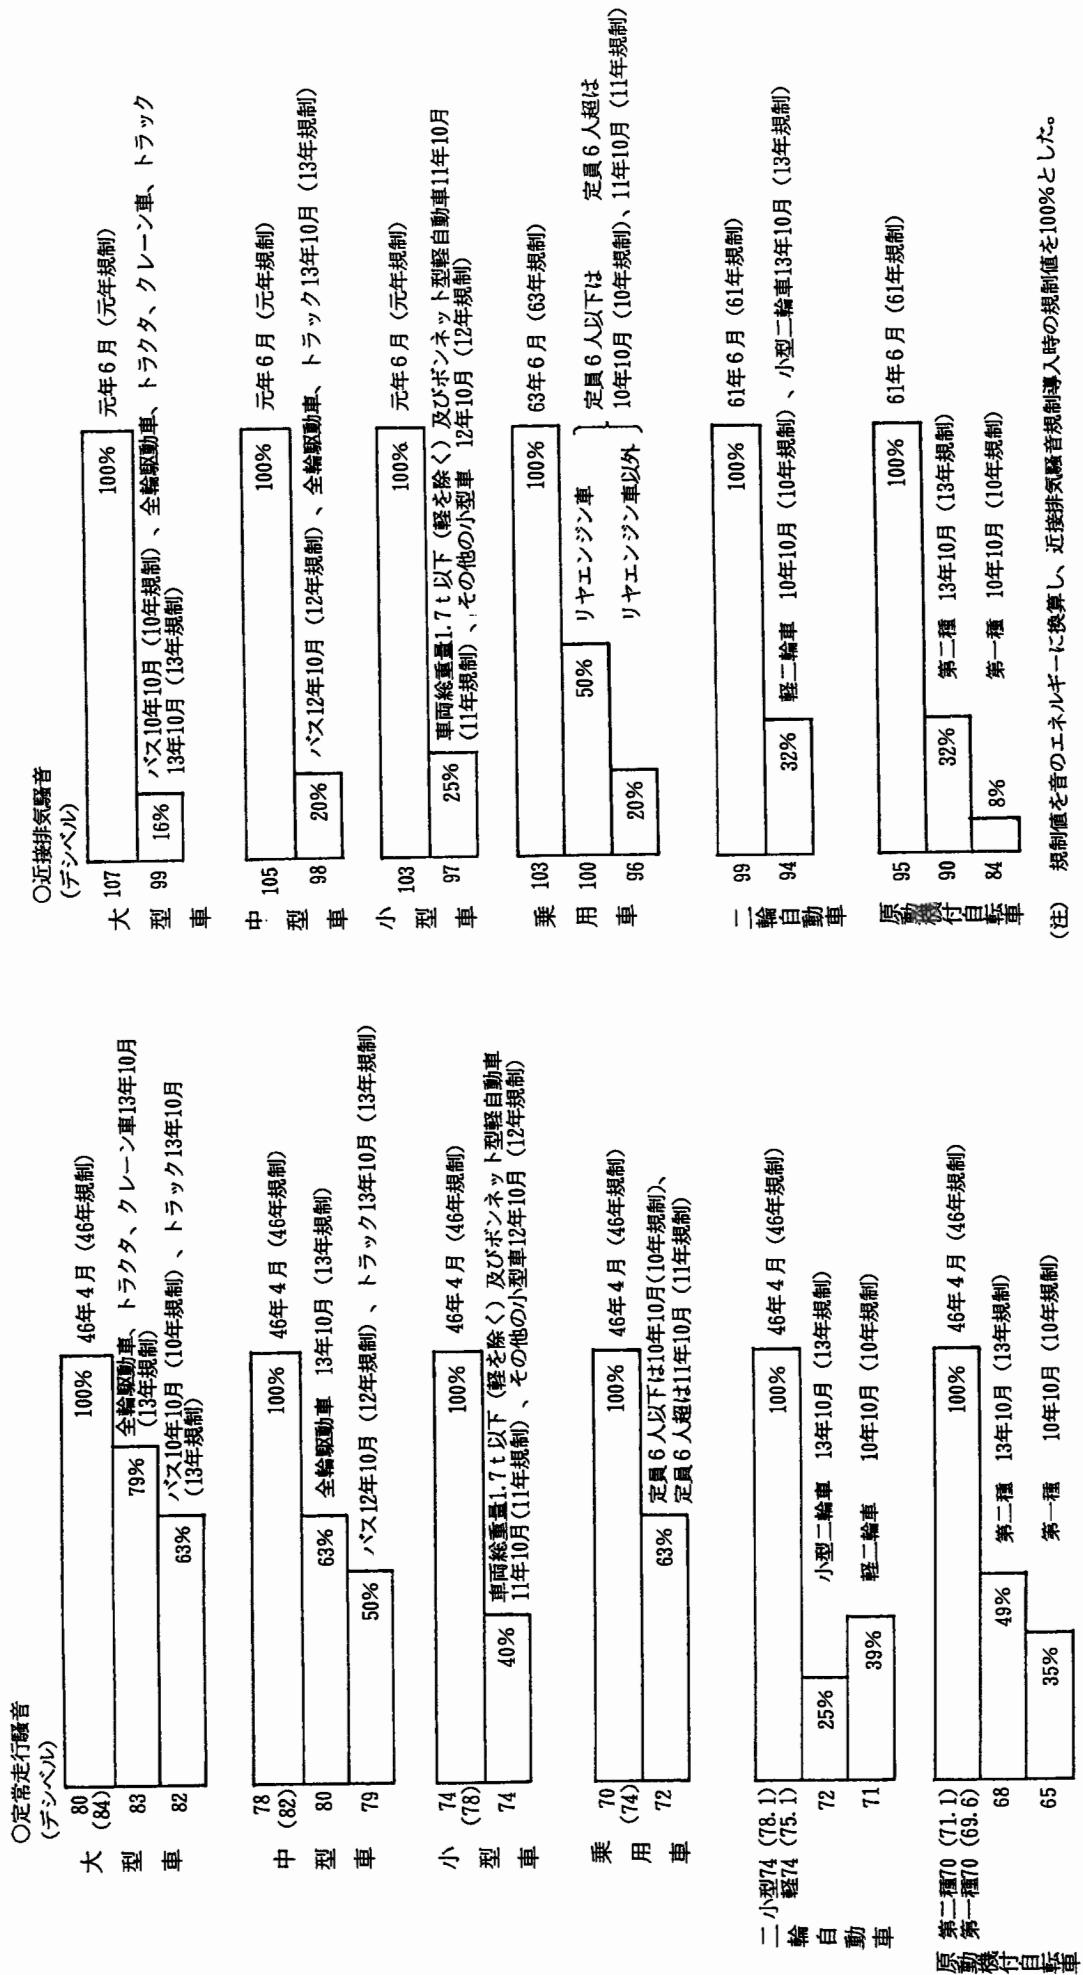 ○定常走行騒音
(デシベル)
大型車
80
(84)
100%
46年4月(46年規制)
83
79%
全輪駆動車、トラクタ、クレーン車13年10月
(13年規制)
82
63%
バス10年10月(10年規制)、トラック13年10月
(13年規制)
中型車
78
(82)
100%
46年4月(46年規制)
80
63%
全輪駆動車 13年10月(13年規制)
79
50%
バス12年10月(12年規制)、トラック13年10月(13年規制)
小型車
74
(78)
100%
46年4月(46年規制)
74
40%
車両総重量1.7t以下(軽を除く)及びボンネット型軽自動車
11年10月(11年規制)、その他の小型車12年10月(12年規制)
乗用車
70
(74)
100%
46年4月(46年規制)
72
63%
定員6人以下は10年10月(10年規制)、
定員6人超は11年10月(11年規制)
二輪自動車
小型74(78.1)
軽74(75.1)
100%
46年4月(46年規制)
72
25%
小型二輪車 13年10月(13年規制)
71
39%
軽二輪車 10年10月(10年規制)
原動機付自転車
第二種70(71.1)
第一種70(69.6)
100%
46年4月(46年規制)
68
49%
第二種 13年10月(13年規制)
65
35%
第一種 10年10月(10年規制)
○近接排気騒音
(デシベル)
大型車
107
100%
元年6月(元年規制)
99
16%
バス10年10月(10年規制)、全輪駆動車、トラクタ、クレーン車、トラック
13年10月(13年規制)
中型車
105
100%
元年6月(元年規制)
98
20%
バス12年10月(12年規制)、全輪駆動車、トラック13年10月(13年規制)
小型車
103
100%
元年6月(元年規制)
97
25%
車両総重量1.7t以下(軽を除く)及びボンネット型軽自動車11年10月
(11年規制)、その他の小型車 12年10月(12年規制)
乗用車
103
100%
63年6月(63年規制)
100
50%
リヤエンジン車
96
20%
リヤエンジン車以外
定員6人以下は 定員6人超は
10年10月(10年規制)、11年10月(11年規制)
二輪自動車
99
100%
61年6月(61年規制)
94
32%
軽二輪車 10年10月(10年規制)、小型二輪車13年10月(13年規制)
原動機付自転車
95
100%
61年6月(61年規制)
90
32%
第二種 13年10月(13年規制)
84
8%
第一種 10年10月(10年規制)
(注) 規制値を音のエネルギーに換算し、近接排気騒音規制導入時の規制値を100%とした。